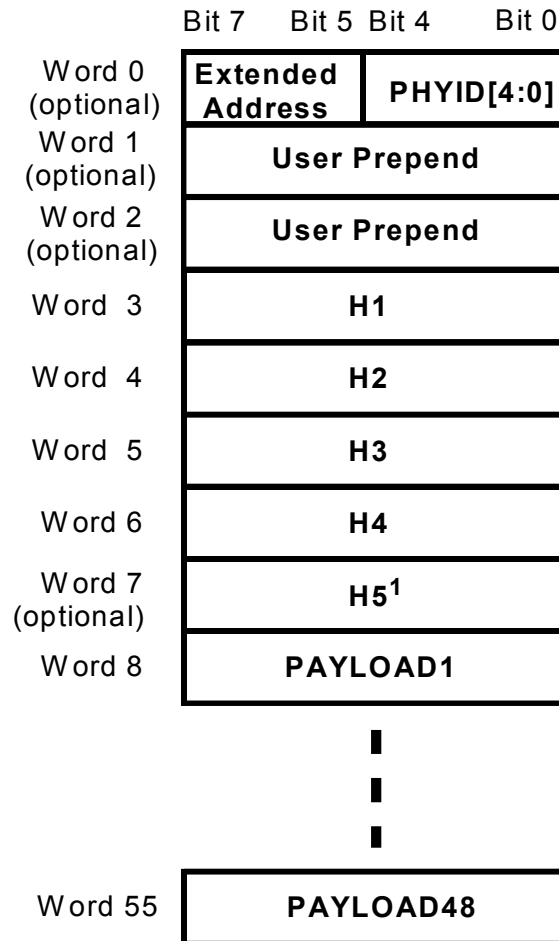 Bit 7 Bit 5 Bit 4 Bit 0
Word 0
(optional)
Extended
Address
PHYID[4:0]
Word 1
(optional)
User Prepend
Word 2
(optional)
User Prepend
Word 3
H1
Word 4
H2
Word 5
H3
Word 6
H4
Word 7
(optional)
H5¹
Word 8
PAYLOAD1
Word 55
PAYLOAD48